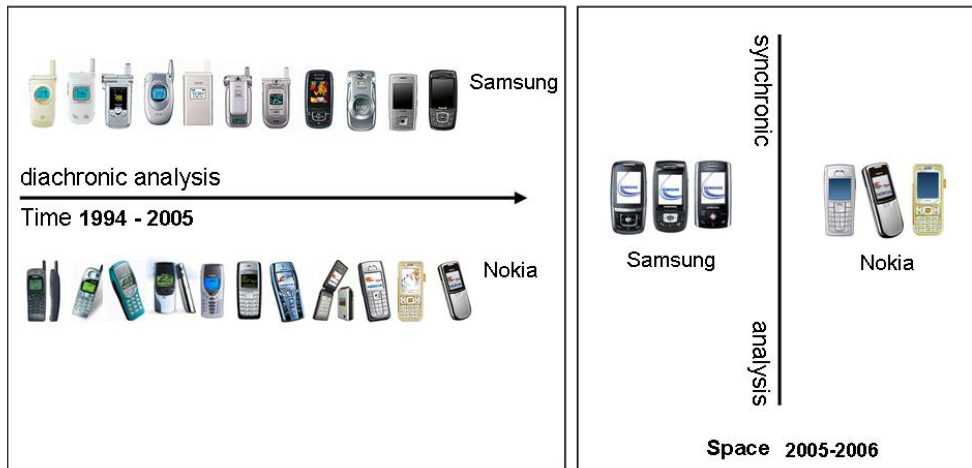 Samsung
diachronic analysis
Time 1994 - 2005
Nokia
synchronic
Samsung
Nokia
analysis
Space 2005-2006